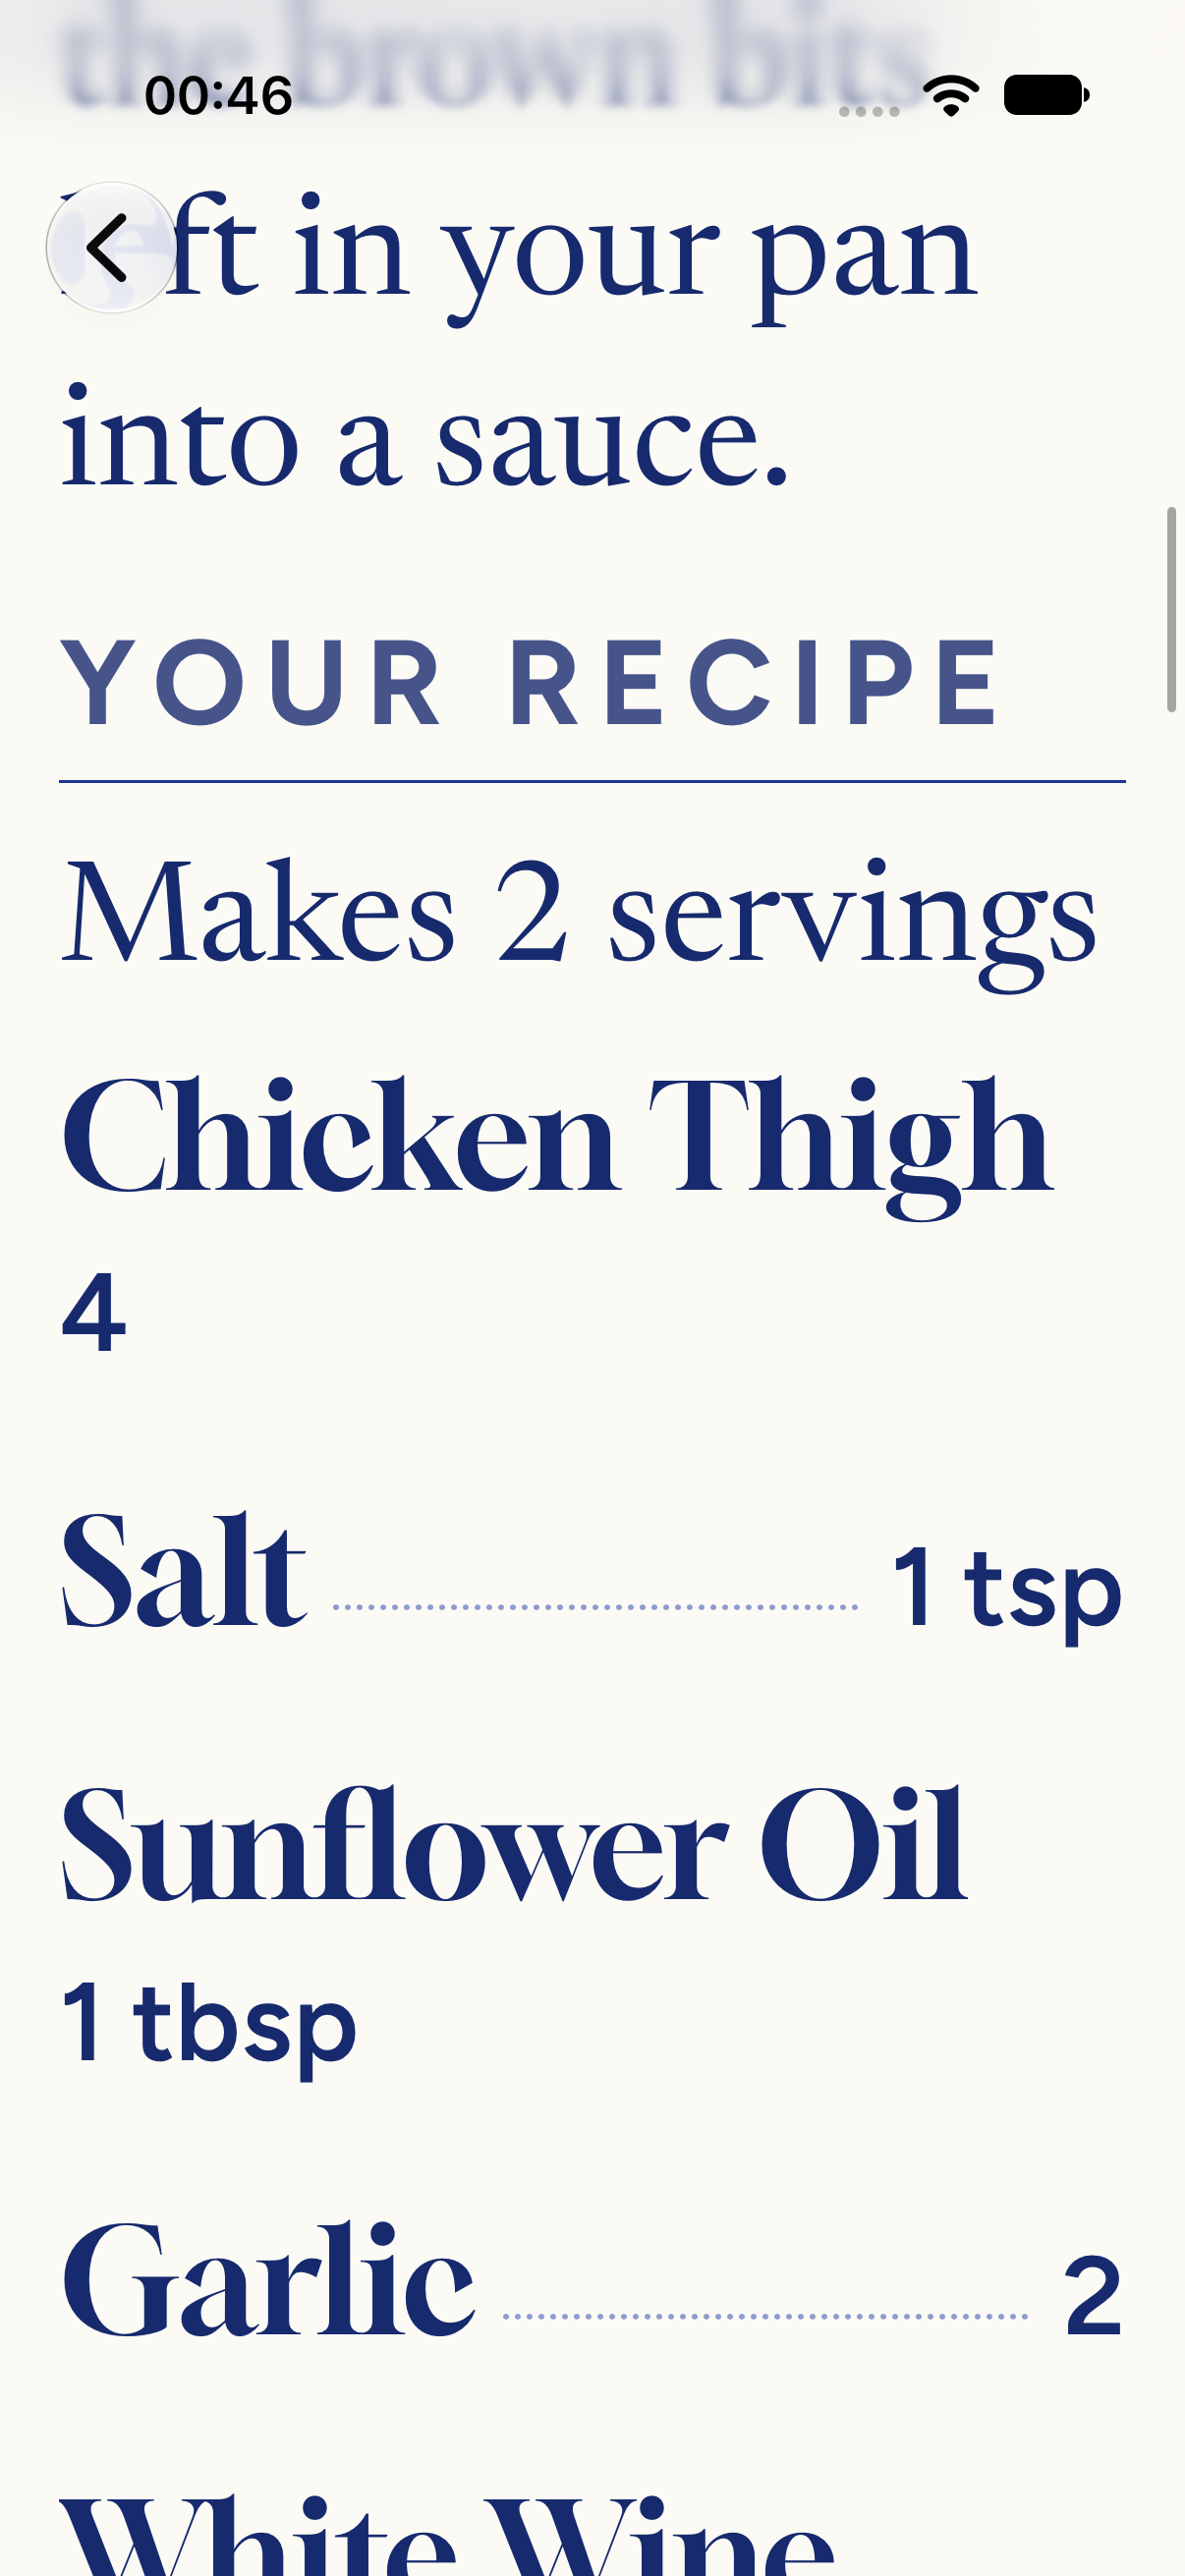 the brown bits
00:46
left in your pan
into a sauce.
YOUR RECIPE
Makes 2 servings
Chicken Thigh
4
Salt 1 tsp
Sunflower Oil
1 tbsp
Garlic 2
White Wine